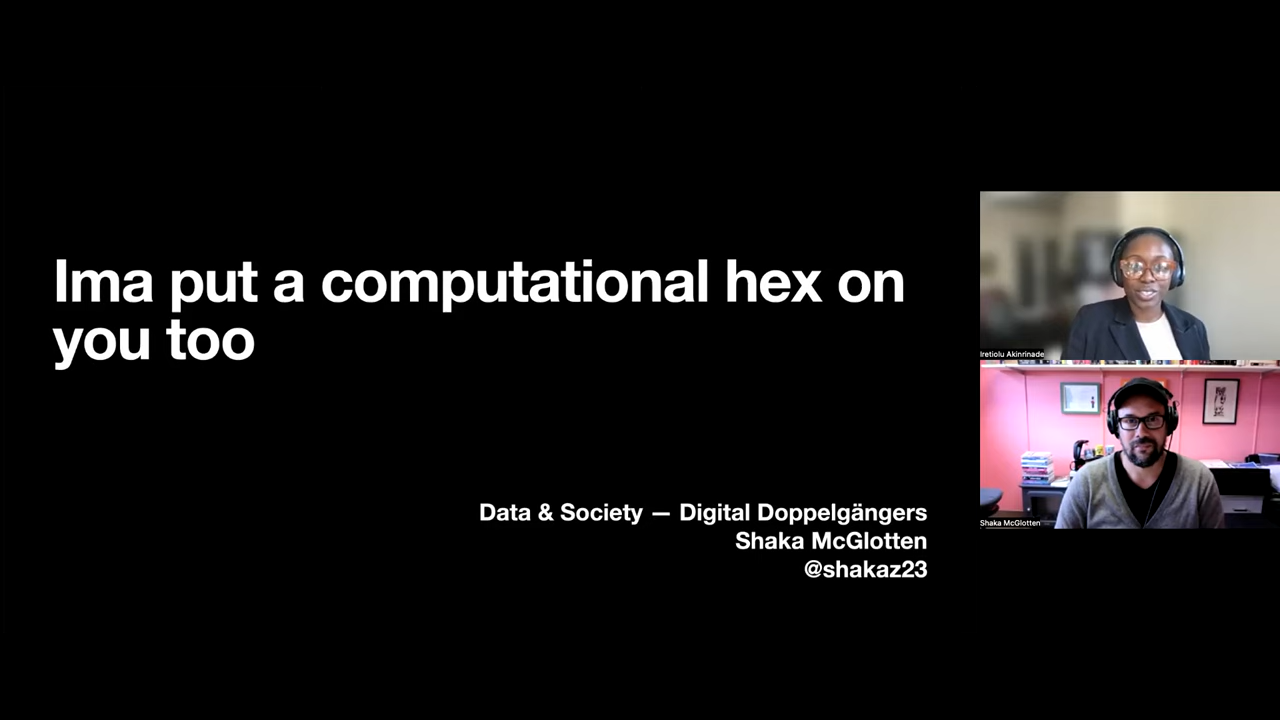 Ima put a computational hex on
you too
Data & Society — Digital Doppelgängers
Shaka McGlotten
@shakaz23
Iretiolu Akinrinade
Shaka McGlotten